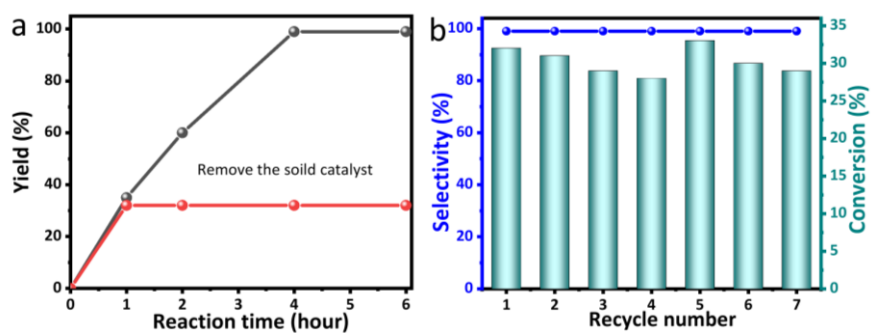 a
100
80
60
40
20
0
Yield (%)
Remove the soild catalyst
0 1 2 3 4 5 6
Reaction time (hour)
b
100
80
60
40
20
0
Selectivity (%)
35
30
25
20
15
10
5
0
Conversion (%)
1 2 3 4 5 6 7
Recycle number